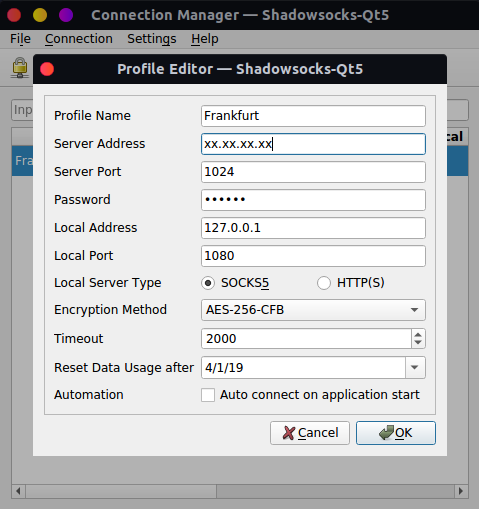 Connection Manager — Shadowsocks-Qt5
File Connection Settings Help
Profile Editor — Shadowsocks-Qt5
Inp
cal
Fra
Profile Name Frankfurt
Server Address xx.xx.xx.xx
Server Port 1024
Password ••••••
Local Address 127.0.0.1
Local Port 1080
Local Server Type SOCKS5 HTTP(S)
Encryption Method AES-256-CFB
Timeout 2000
Reset Data Usage after 4/1/19
Automation Auto connect on application start
Cancel OK